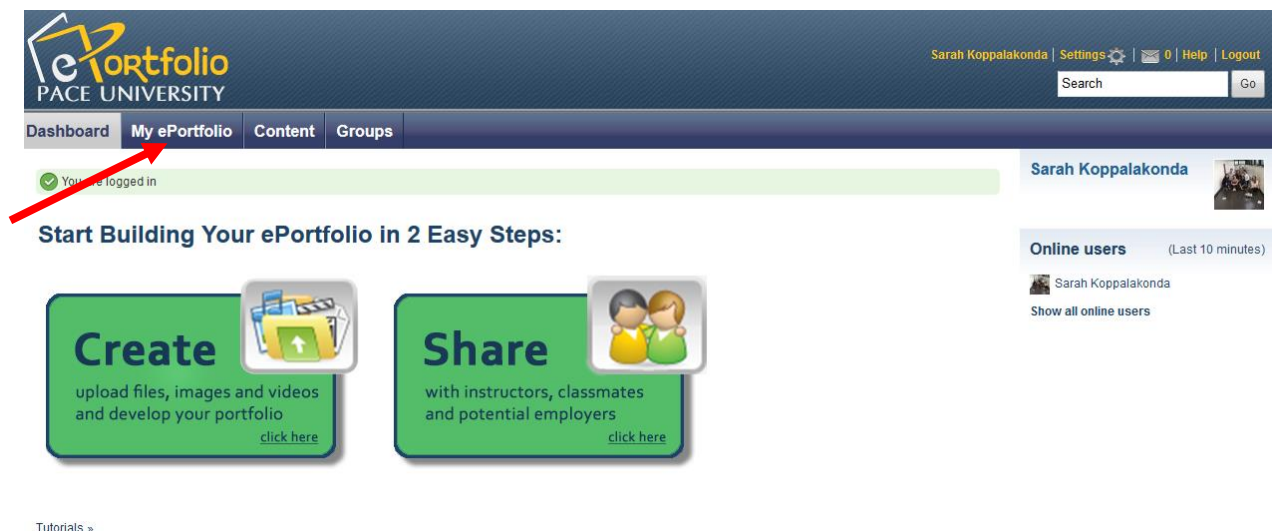 ePortfolio
PACE UNIVERSITY
Sarah Koppalakonda | Settings | 0 | Help | Logout
Search Go
Dashboard My ePortfolio Content Groups
You are logged in
Start Building Your ePortfolio in 2 Easy Steps:
Create
upload files, images and videos
and develop your portfolio
click here
Share
with instructors, classmates
and potential employers
click here
Sarah Koppalakonda
Online users (Last 10 minutes)
Sarah Koppalakonda
Show all online users
Tutorials »